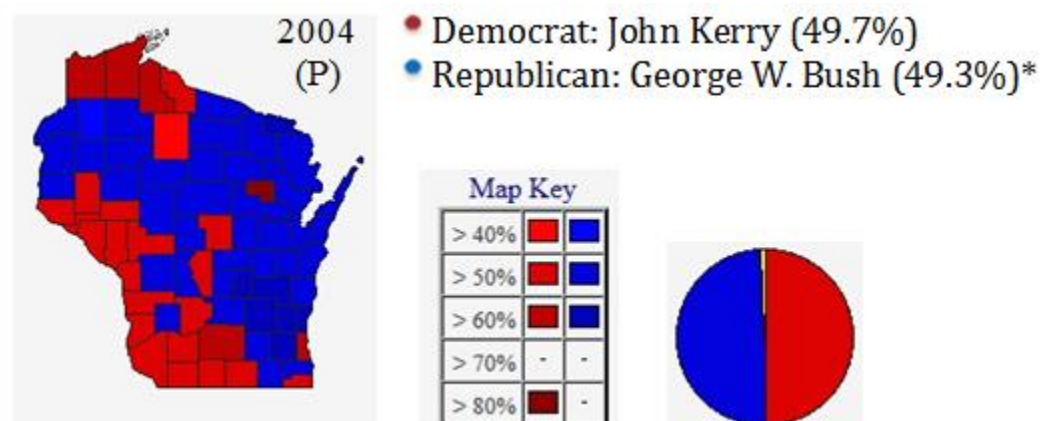 2004
(P)
Democrat: John Kerry (49.7%)
Republican: George W. Bush (49.3%)*
Map Key
> 40%
> 50%
> 60%
> 70% - -
> 80% -